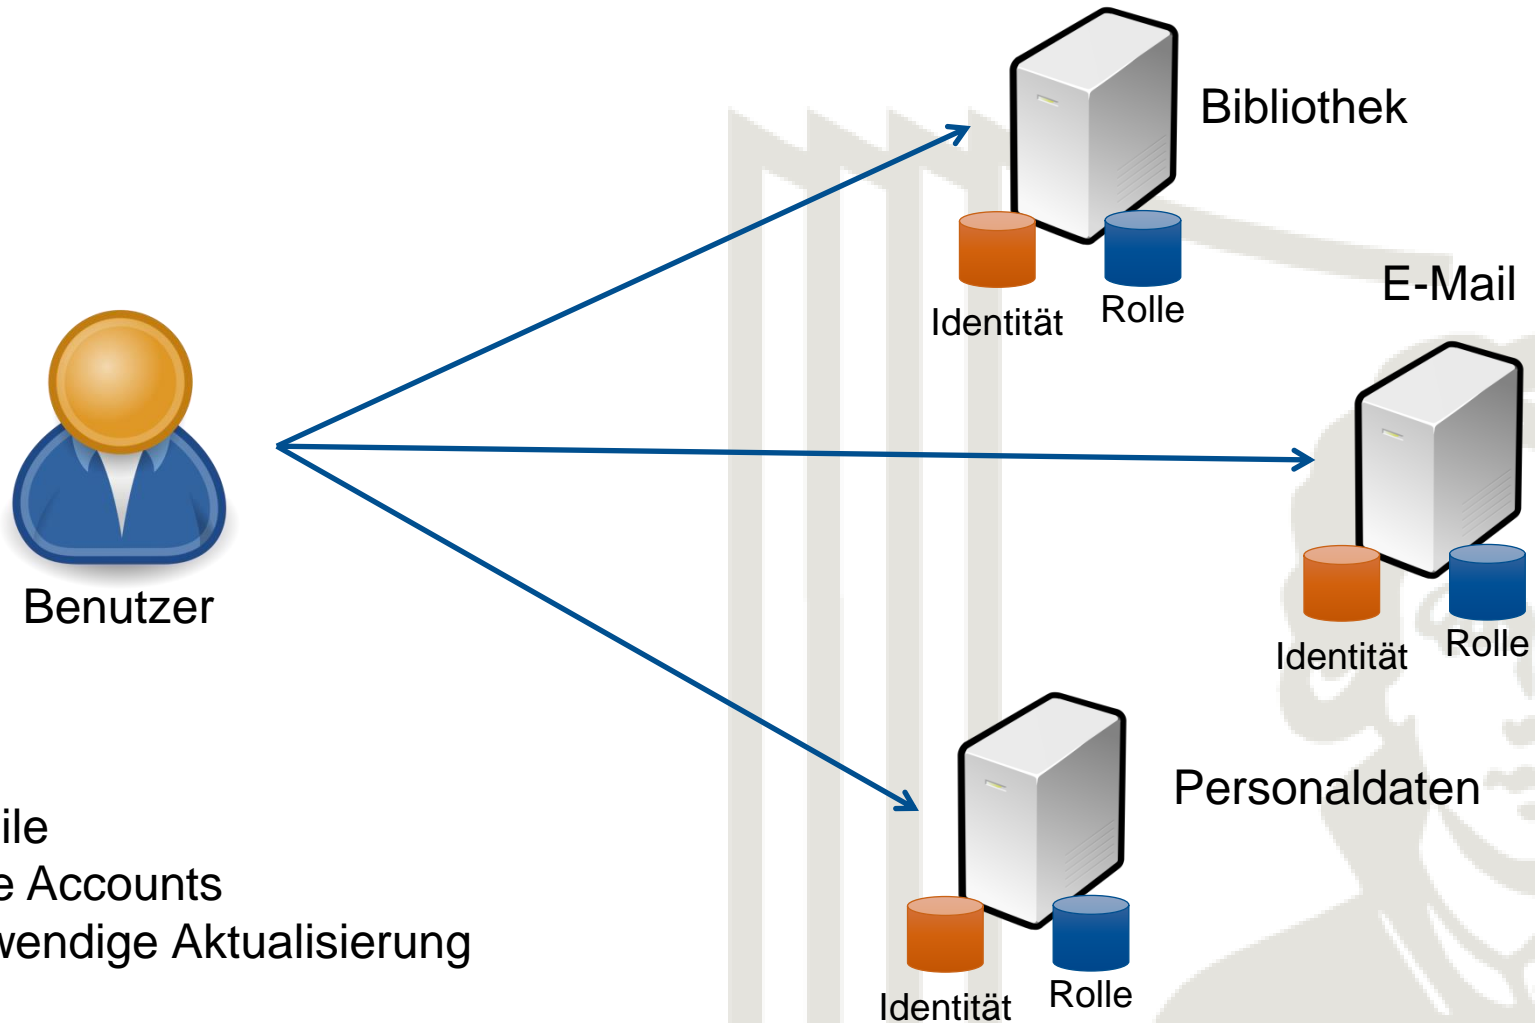 Bibliothek
Identität
Rolle
E-Mail
Benutzer
Identität
Rolle
Personaldaten
ile
e Accounts
wendige Aktualisierung
Identität
Rolle